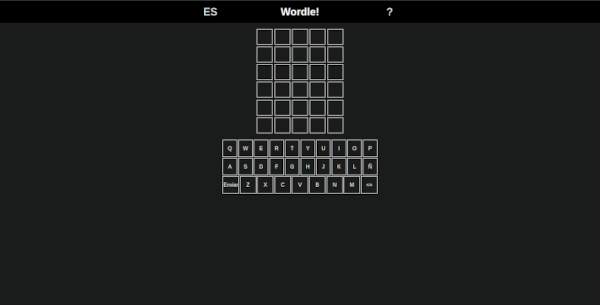 ES Wordle! ?
Q W E R T Y U I O P
A S D F G H J K L Ñ
Enviar Z X C V B N M <=